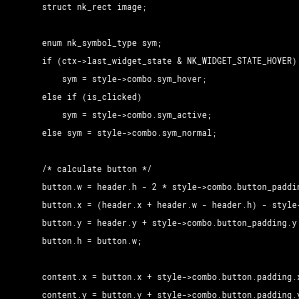 struct nk_rect image;
enum nk_symbol_type sym;
if (ctx->last_widget_state & NK_WIDGET_STATE_HOVER)
sym = style->combo.sym_hover;
else if (is_clicked)
sym = style->combo.sym_active;
else sym = style->combo.sym_normal;
/* calculate button */
button.w = header.h - 2 * style->combo.button_paddin
button.x = (header.x + header.w - header.h) - style-
button.y = header.y + style->combo.button_padding.y
button.h = button.w;
content.x = button.x + style->combo.button.padding.
content.y = button.y + style->combo.button.padding.